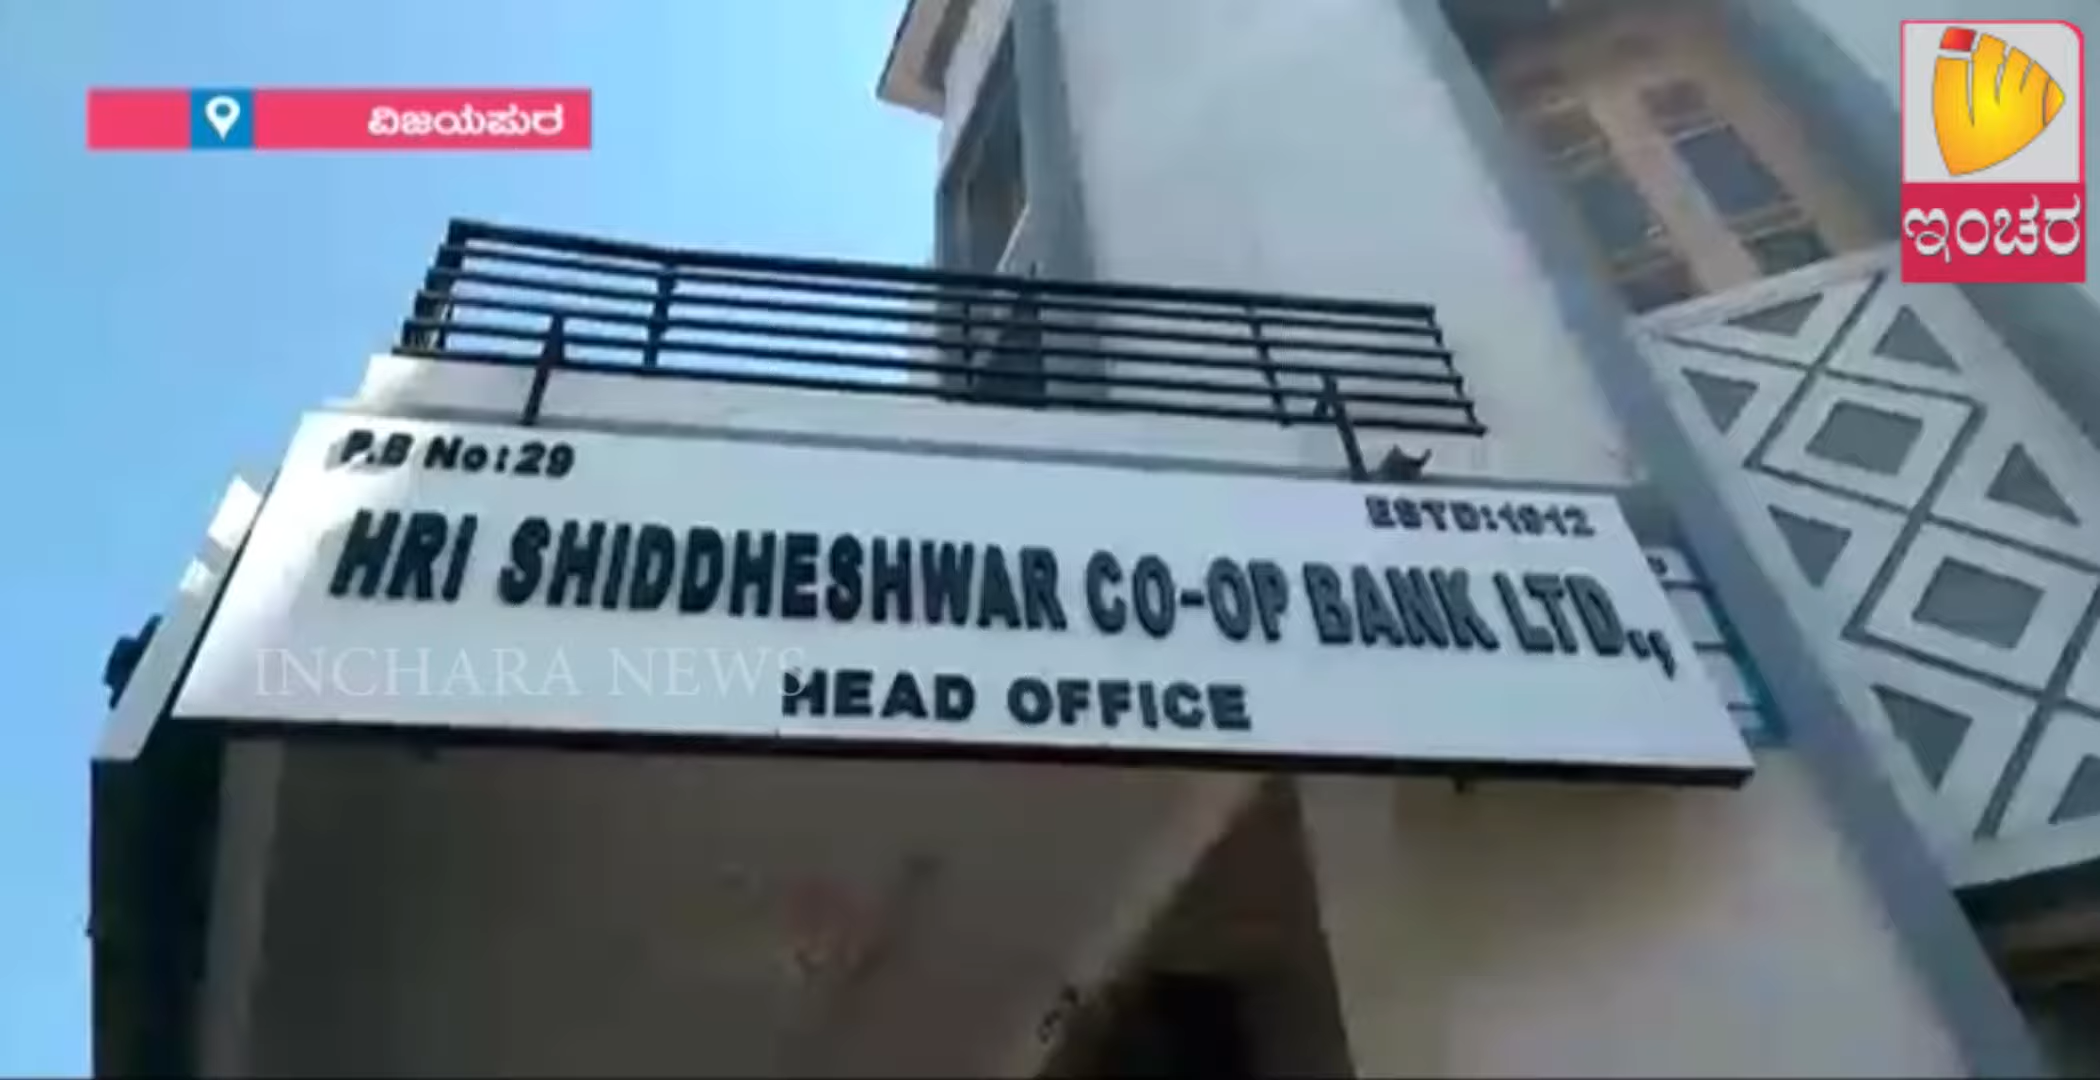 ವಿಜಯಪುರ
ಇಂಚರ
P.B No:29
ESTD:1912
HRI SHIDDHESHWAR CO-OP BANK LTD.,
HEAD OFFICE
INCHARA NEWS